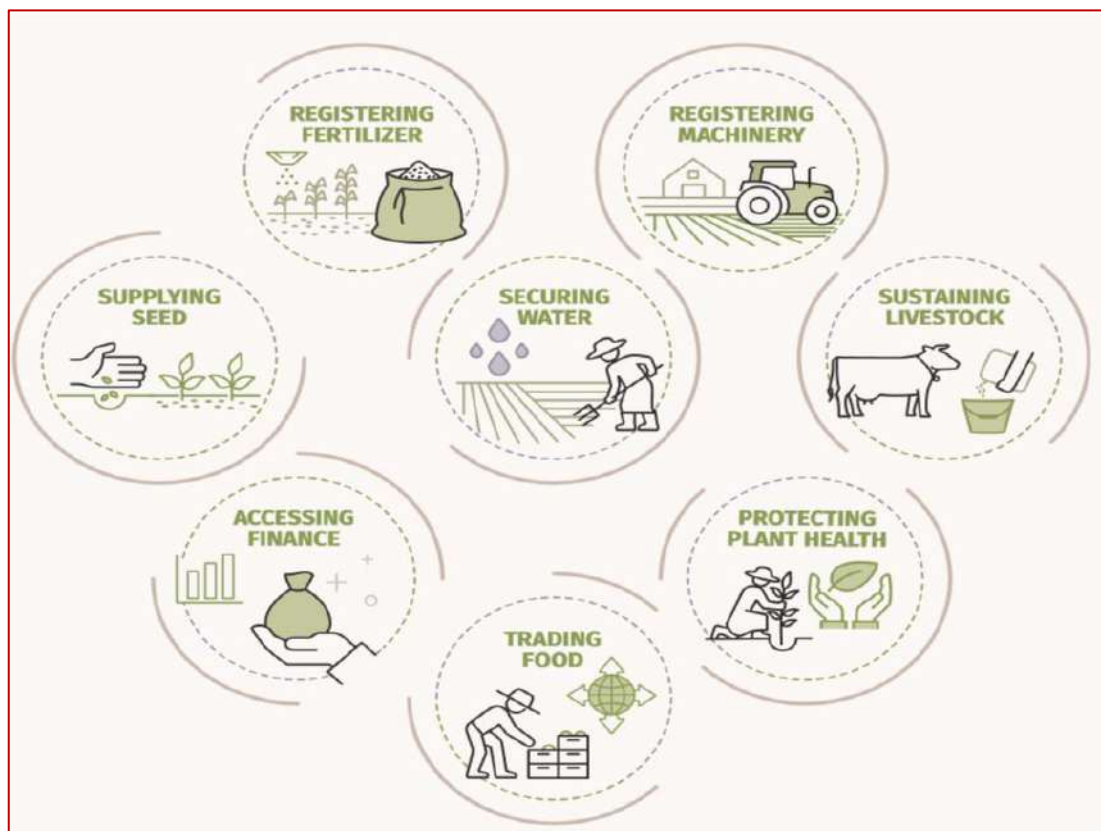 REGISTERING
FERTILIZER
REGISTERING
MACHINERY
SUPPLYING
SEED
SECURING
WATER
SUSTAINING
LIVESTOCK
ACCESSING
FINANCE
PROTECTING
PLANT HEALTH
TRADING
FOOD